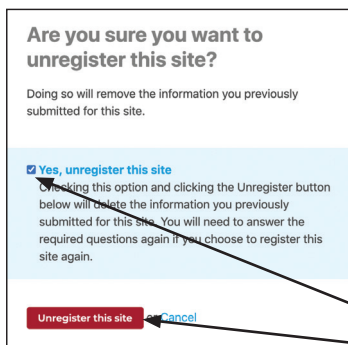 Are you sure you want to
unregister this site?
Doing so will remove the information you previously
submitted for this site.
Yes, unregister this site
Checking this option and clicking the Unregister button
below will delete the information you previously
submitted for this site. You will need to answer the
required questions again if you choose to register this
site again.
Unregister this site or Cancel